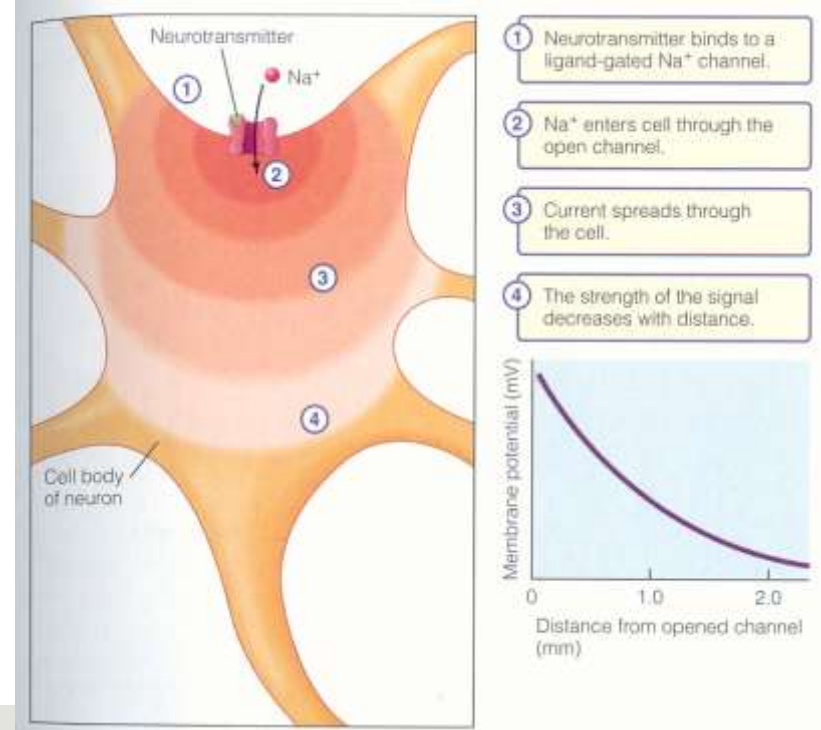 Neurotransmitter
Na⁺
1
2
3
4
Cell body
of neuron
1 Neurotransmitter binds to a
ligand-gated Na⁺ channel.
2 Na⁺ enters cell through the
open channel.
3 Current spreads through
the cell.
4 The strength of the signal
decreases with distance.
Membrane potential (mV)
0 1.0 2.0
Distance from opened channel
(mm)